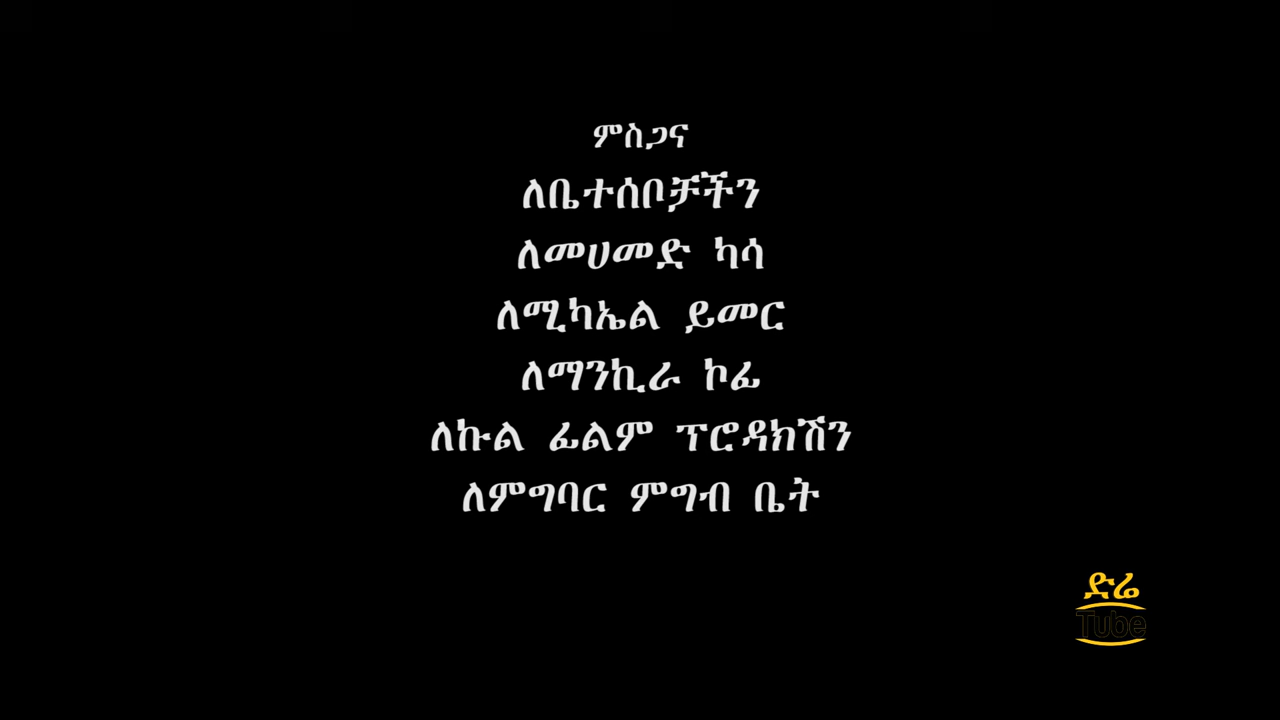 ምስጋና
ለቤተሰቦቻችን
ለመሀመድ ካሳ
ለሚካኤል ይመር
ለማንኪራ ኮፊ
ለኩል ፊልም ፕሮዳክሽን
ለምግባር ምግብ ቤት
ድሬ
Tube